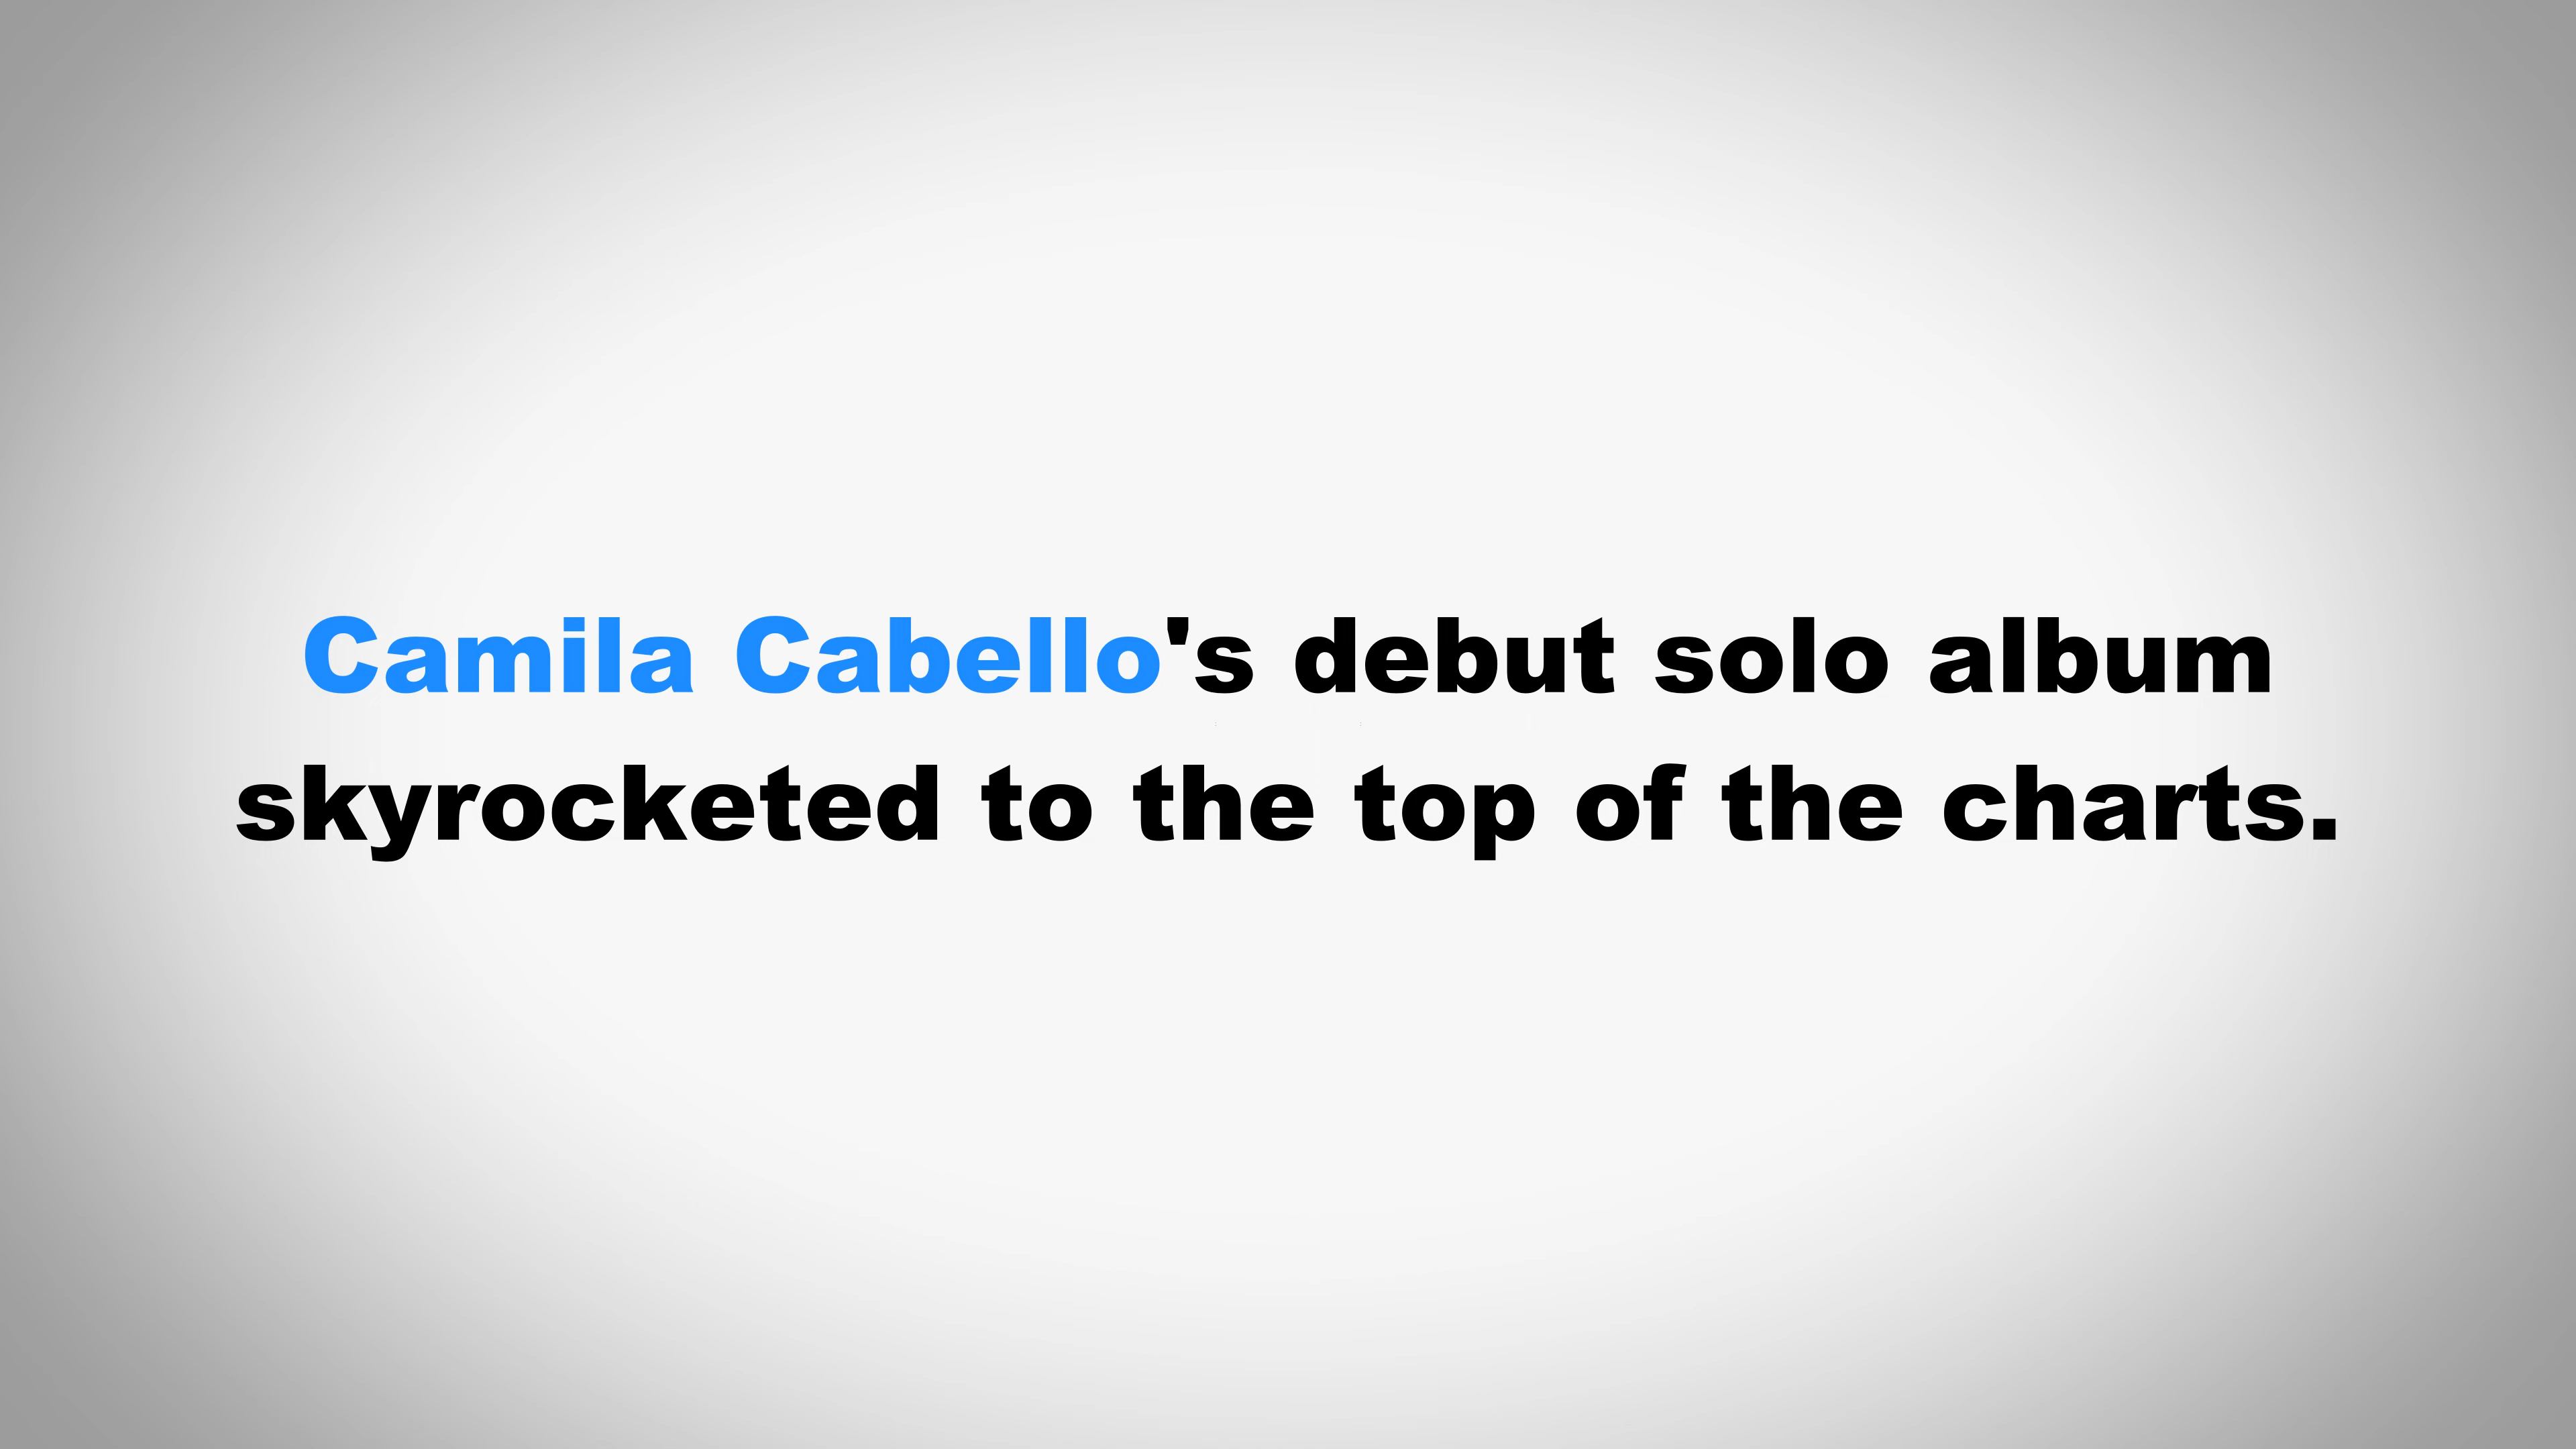 Camila Cabello's debut solo album
skyrocketed to the top of the charts.